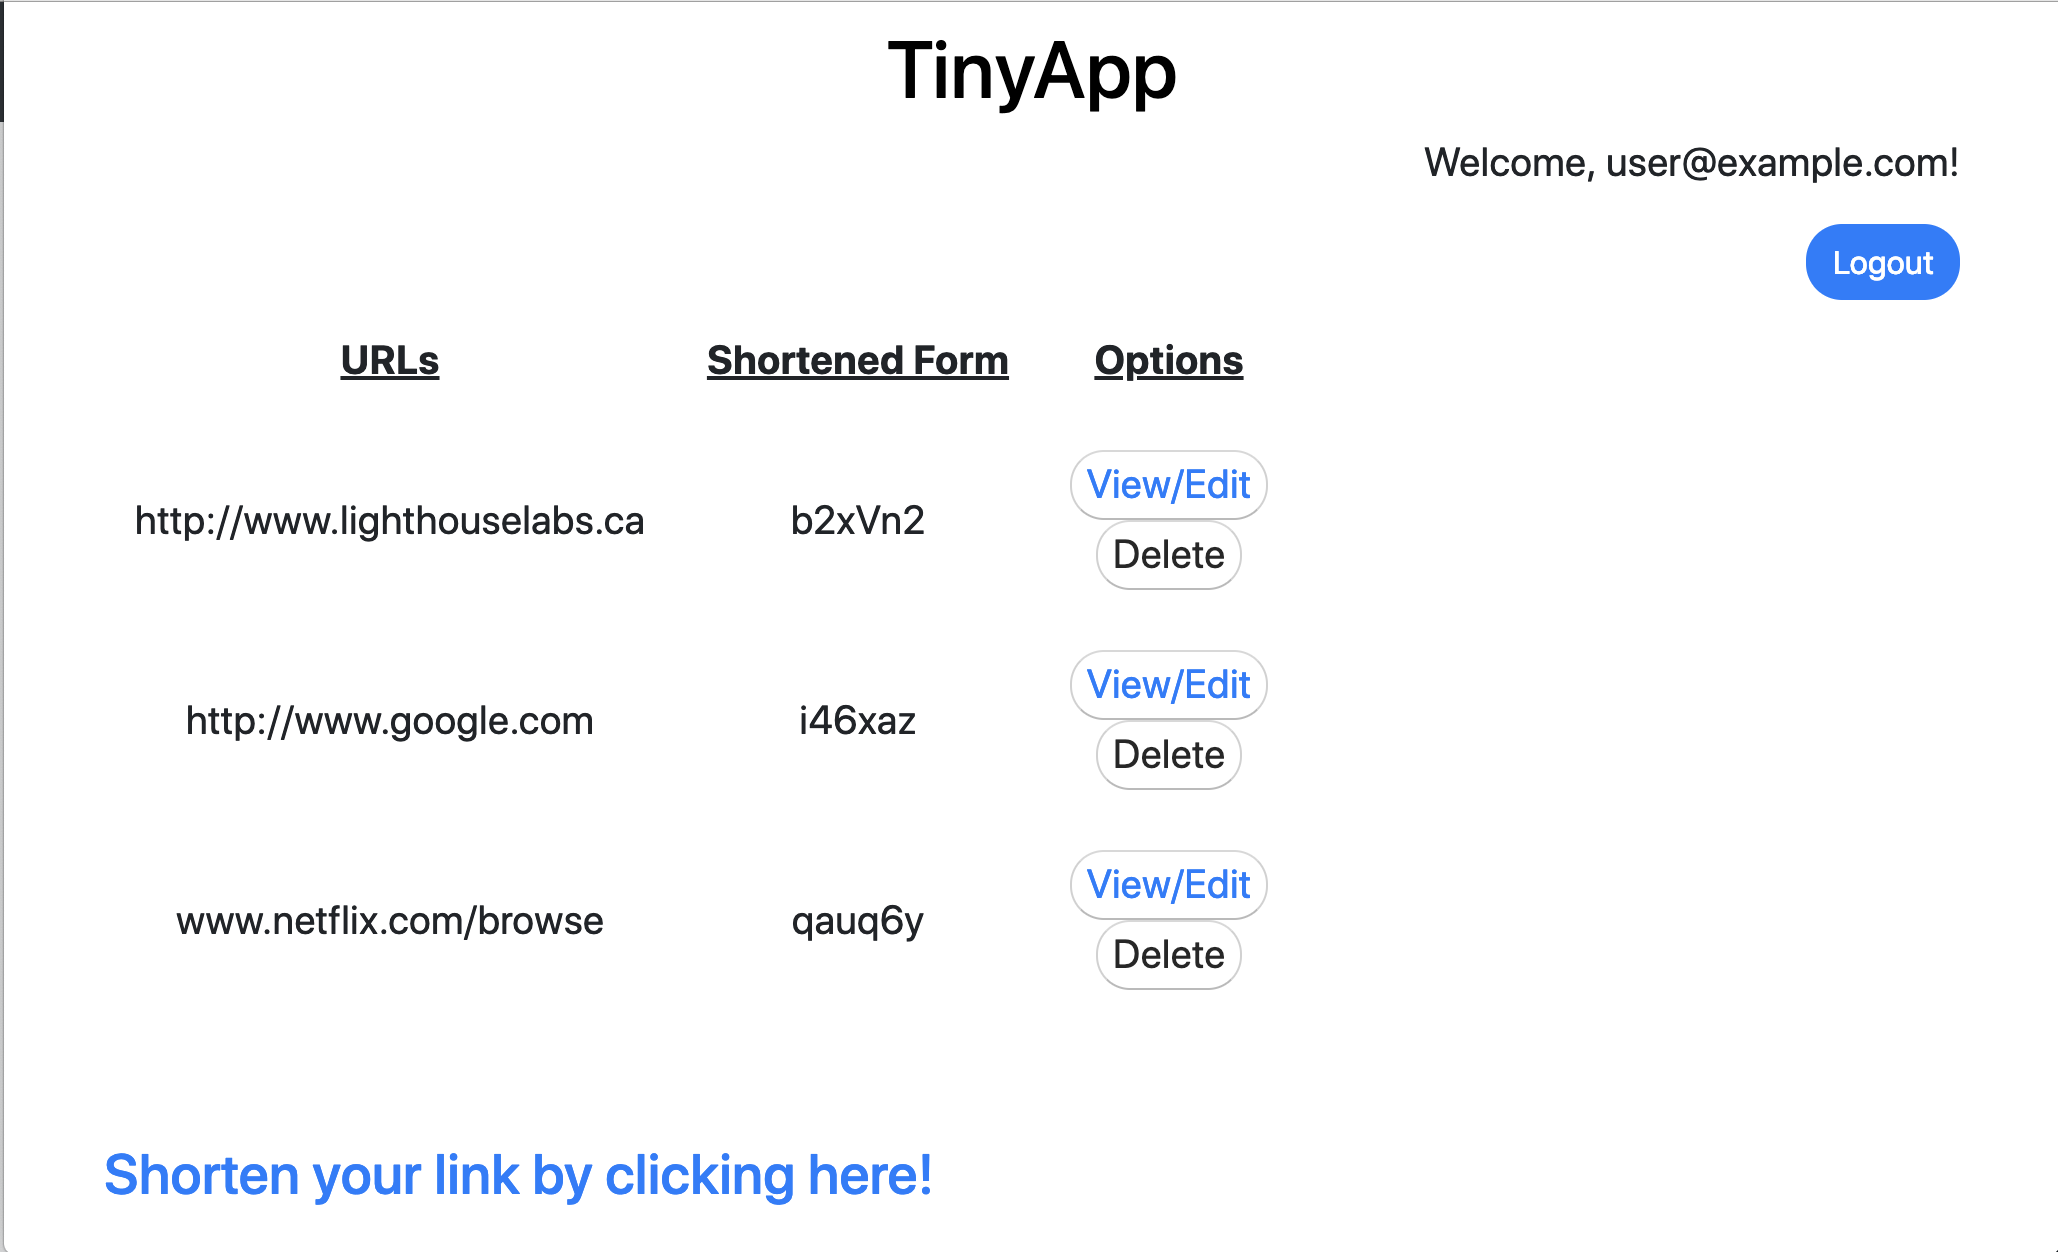 TinyApp
Welcome, user@example.com!
Logout
URLs Shortened Form Options
http://www.lighthouselabs.ca b2xVn2 View/Edit
Delete
http://www.google.com i46xaz View/Edit
Delete
www.netflix.com/browse qauq6y View/Edit
Delete
Shorten your link by clicking here!